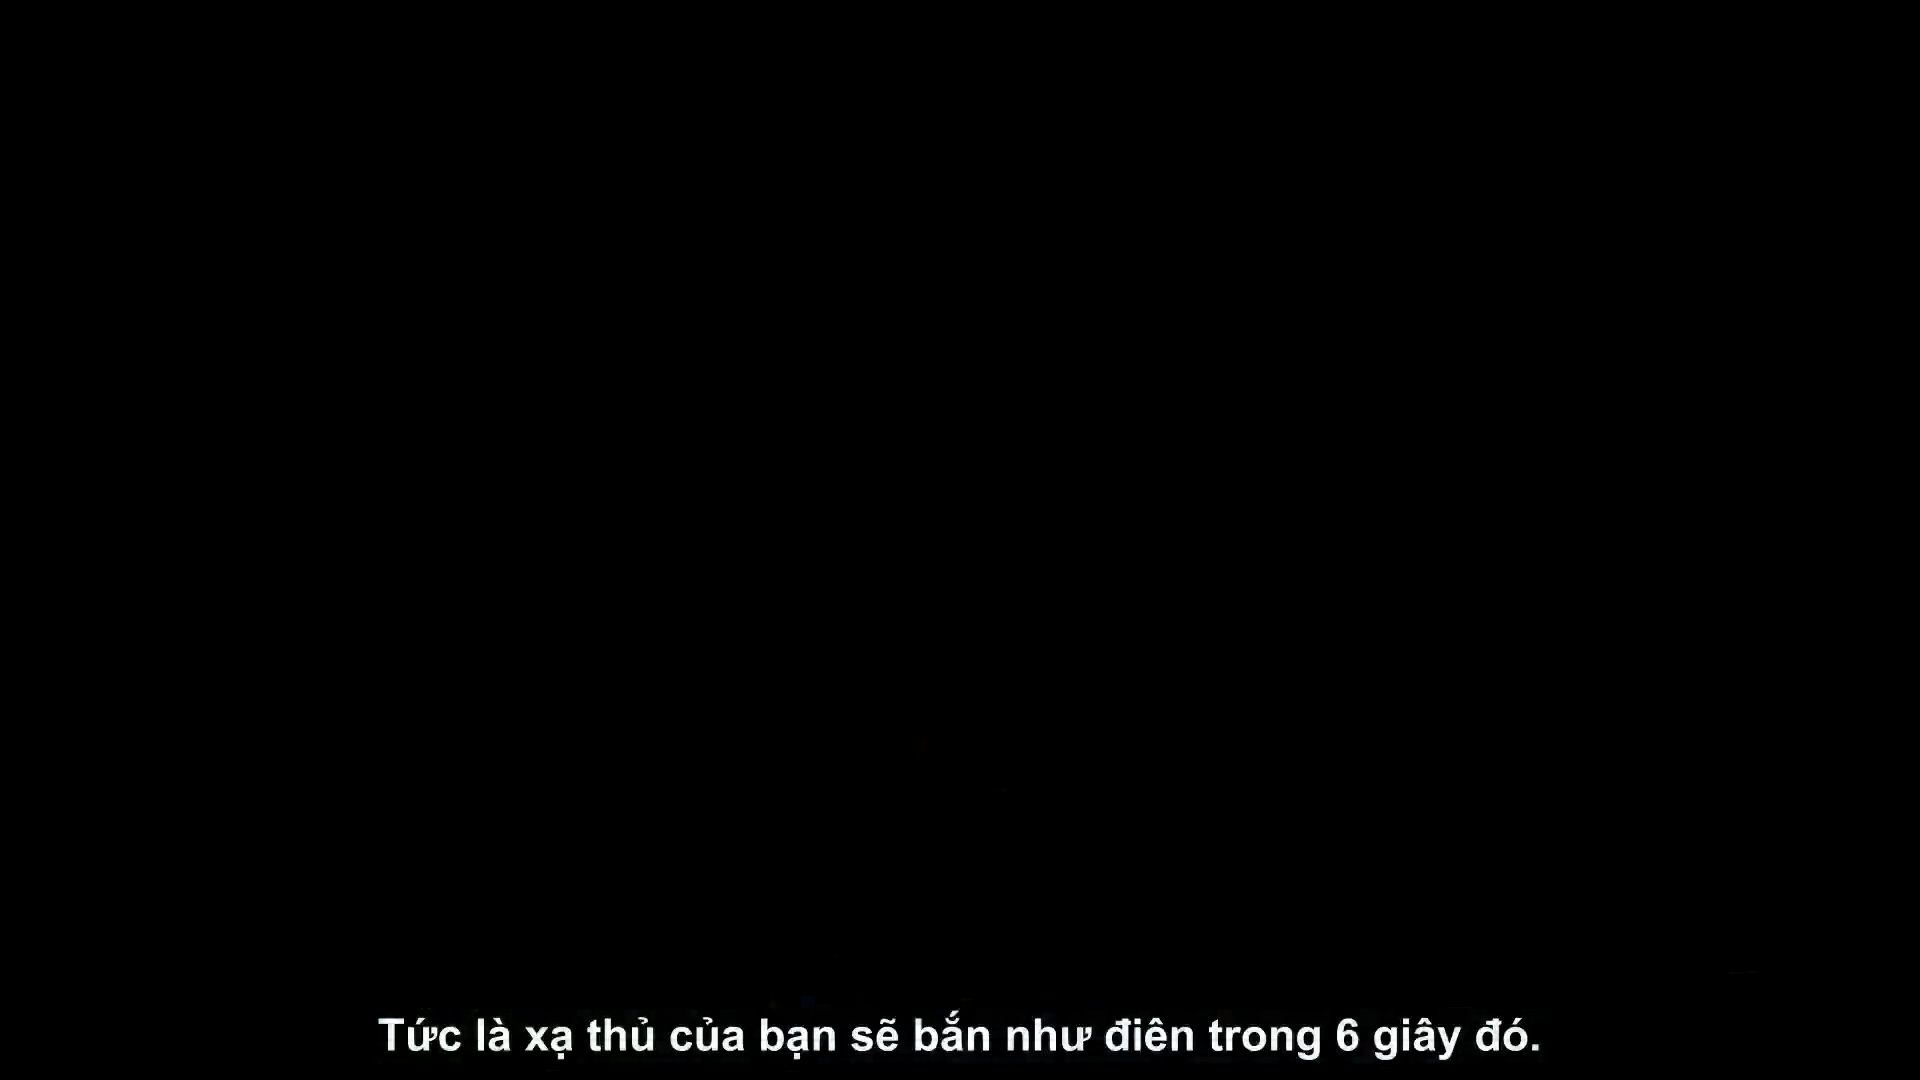 Tức là xạ thủ của bạn sẽ bắn như điên trong 6 giây đó.